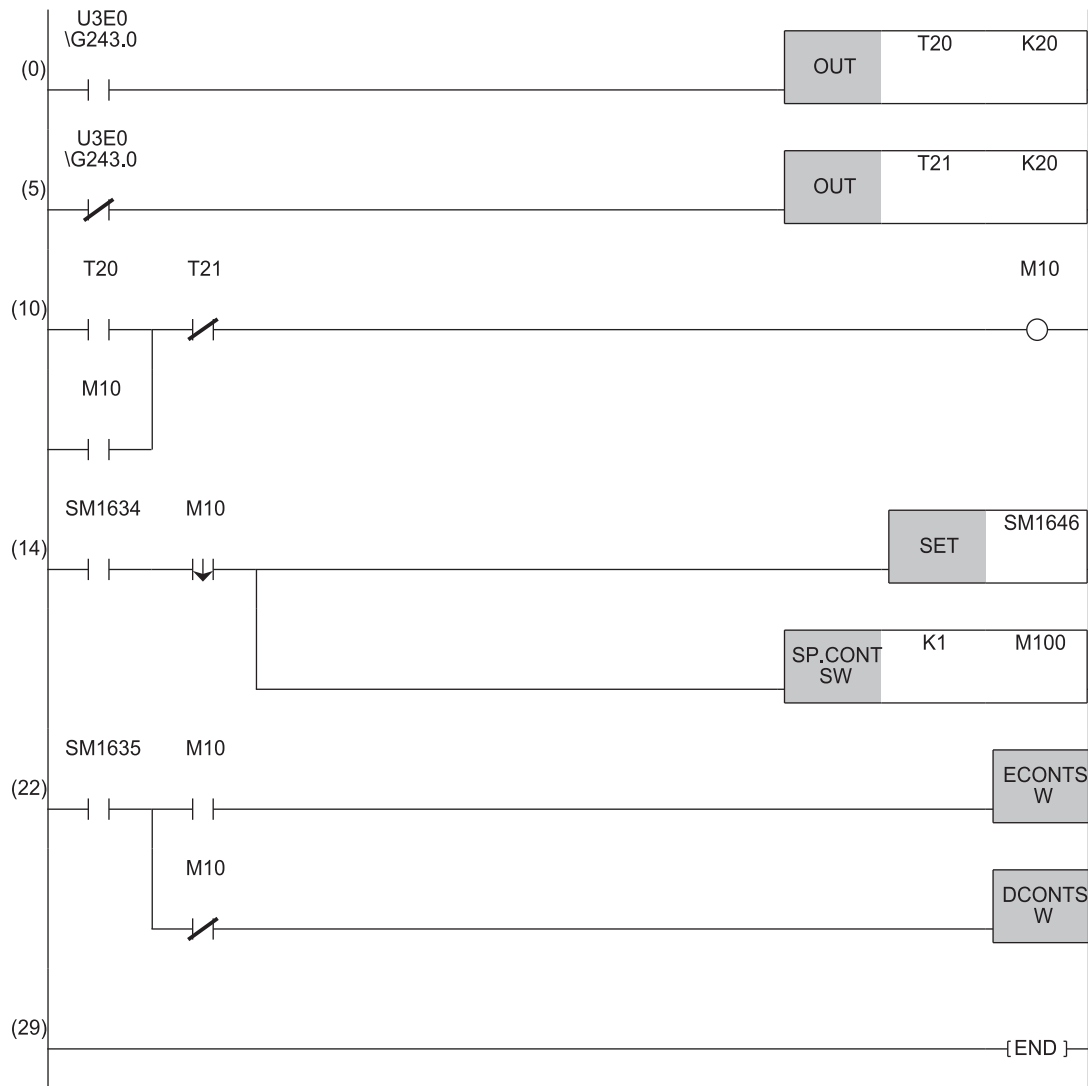 U3E0
\G243.0
(0)
OUT T20 K20
U3E0
\G243.0
(5)
OUT T21 K20
T20 T21 M10
(10)
M10
SM1634 M10
(14)
SET SM1646
SP.CONT
SW
K1 M100
SM1635 M10
(22)
ECONTS
W
M10
DCONTS
W
(29)
[END]